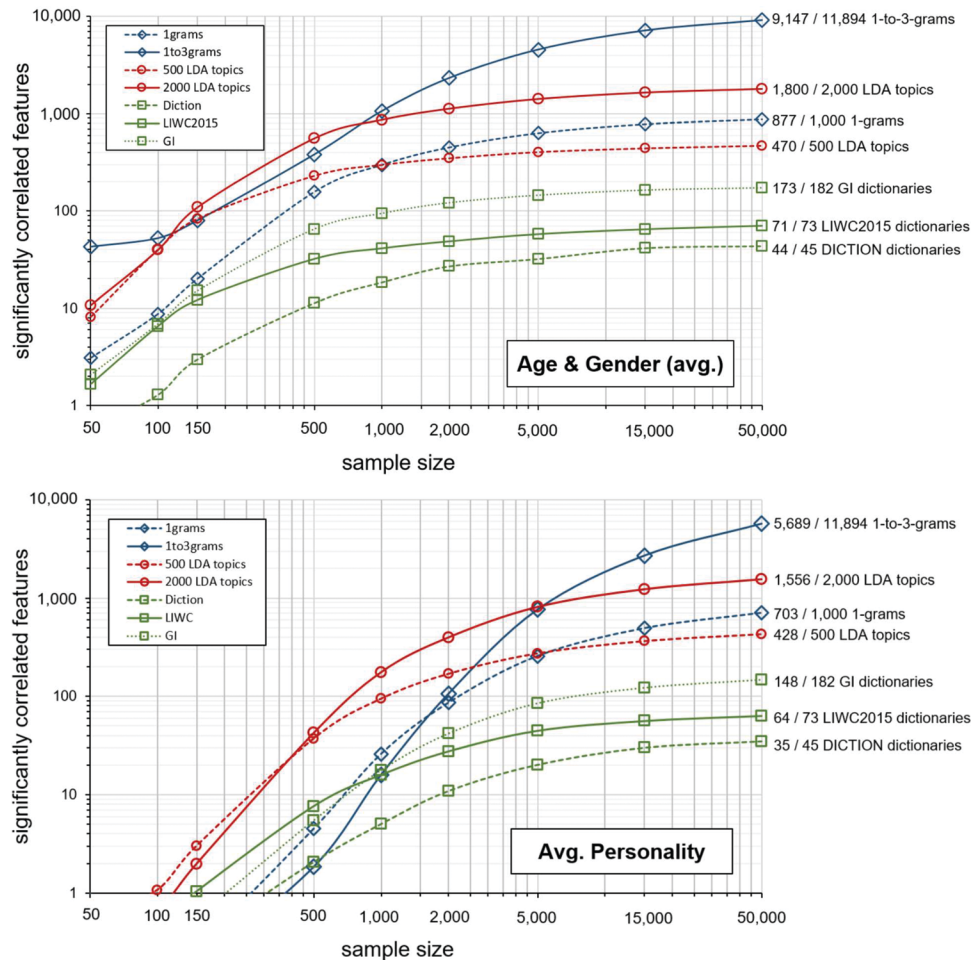 10,000
1,000
100
10
1
significantly correlated features
1grams
1to3grams
500 LDA topics
2000 LDA topics
Diction
LIWC2015
GI
9,147 / 11,894 1-to-3-grams
1,800 / 2,000 LDA topics
877 / 1,000 1-grams
470 / 500 LDA topics
173 / 182 GI dictionaries
71 / 73 LIWC2015 dictionaries
44 / 45 DICTION dictionaries
Age & Gender (avg.)
50 100 150 500 1,000 2,000 5,000 15,000 50,000
sample size
10,000
1,000
100
10
1
significantly correlated features
1grams
1to3grams
500 LDA topics
2000 LDA topics
Diction
LIWC
GI
5,689 / 11,894 1-to-3-grams
1,556 / 2,000 LDA topics
703 / 1,000 1-grams
428 / 500 LDA topics
148 / 182 GI dictionaries
64 / 73 LIWC2015 dictionaries
35 / 45 DICTION dictionaries
Avg. Personality
50 100 150 500 1,000 2,000 5,000 15,000 50,000
sample size